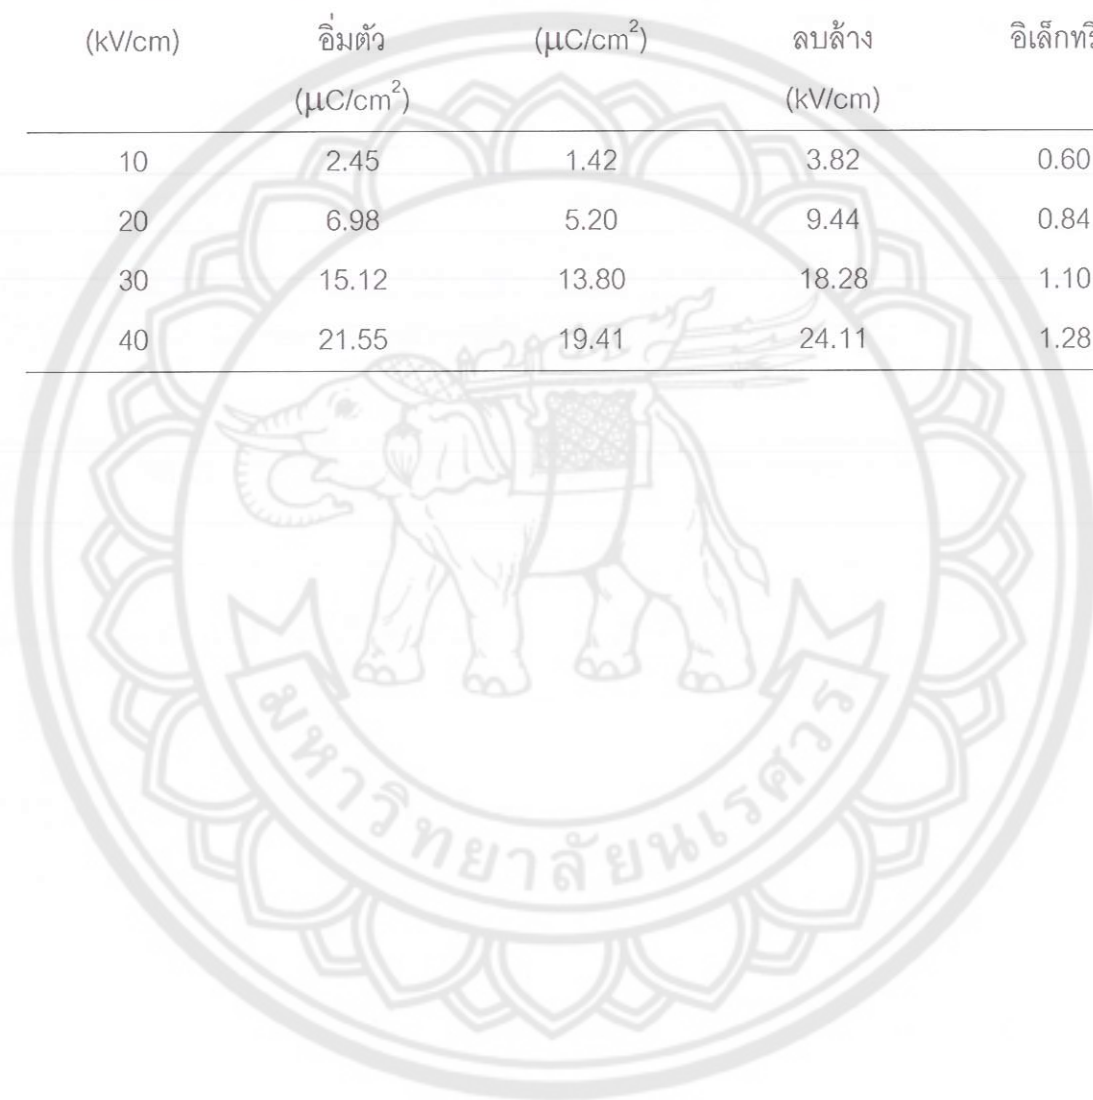 (kV/cm) อิ่มตัว (μC/cm²) ลบล้าง
(μC/cm²) (kV/cm)
10 2.45 1.42 3.82 0.60
20 6.98 5.20 9.44 0.84
30 15.12 13.80 18.28 1.10
40 21.55 19.41 24.11 1.28
มหาวิทยาลัยนเรศวร